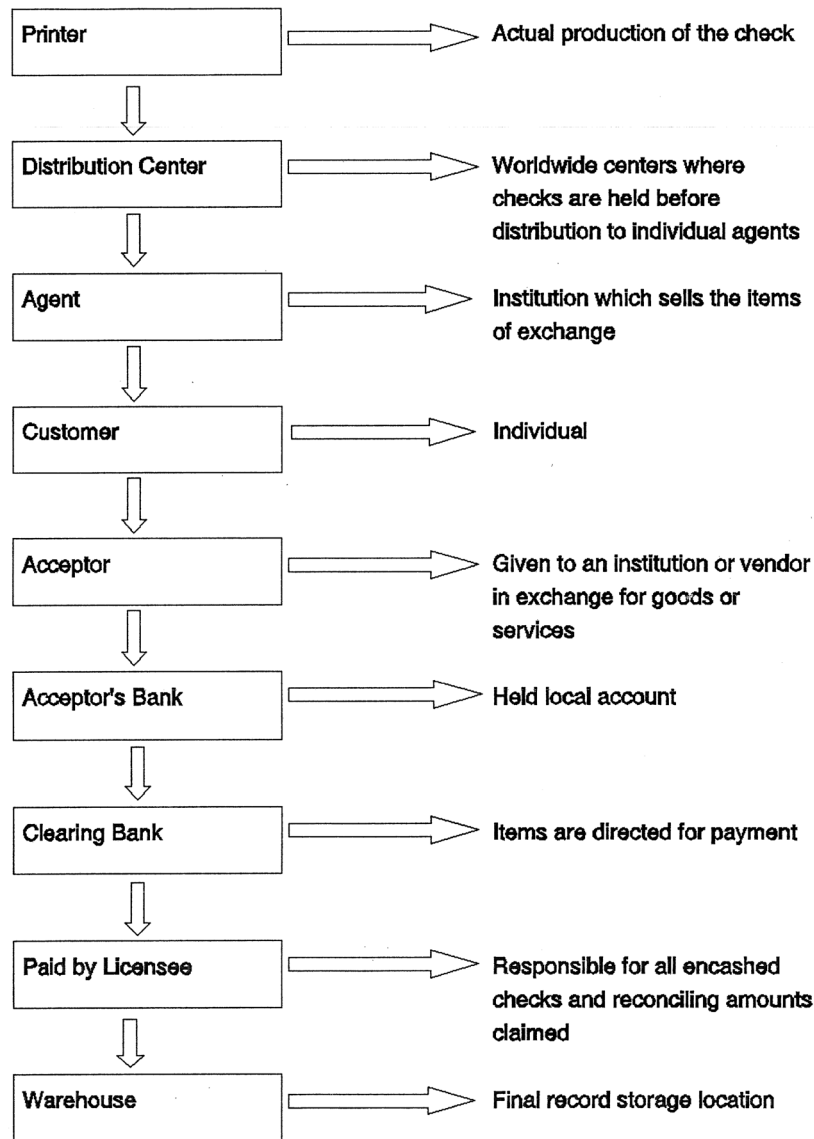 Printer
Actual production of the check
Distribution Center
Worldwide centers where
checks are held before
distribution to individual agents
Agent
Institution which sells the items
of exchange
Customer
Individual
Acceptor
Given to an institution or vendor
in exchange for goods or
services
Acceptor's Bank
Held local account
Clearing Bank
Items are directed for payment
Paid by Licensee
Responsible for all encashed
checks and reconciling amounts
claimed
Warehouse
Final record storage location